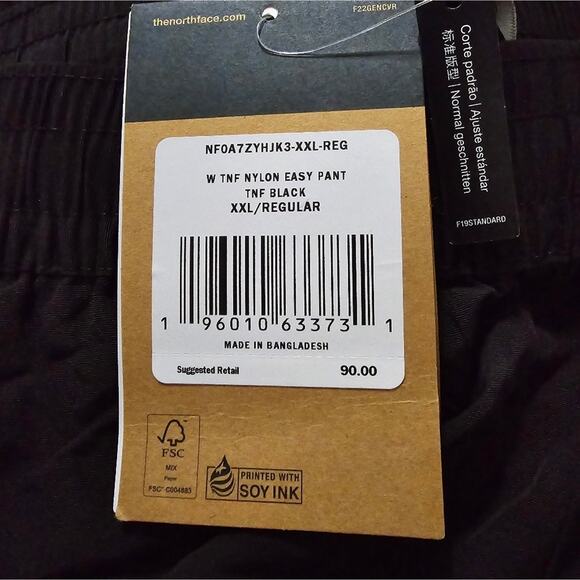 thenorthface.com
F22GENCVR
NF0A7ZYHJK3-XXL-REG
W TNF NYLON EASY PANT
TNF BLACK
XXL/REGULAR
1 96010 63373 1
MADE IN BANGLADESH
Suggested Retail 90.00
FSC
MIX
Paper
FSC® C004883
PRINTED WITH
SOY INK
Corte padrão | Ajuste estándar
标准版型 | Normal geschnitten
F19STANDARD